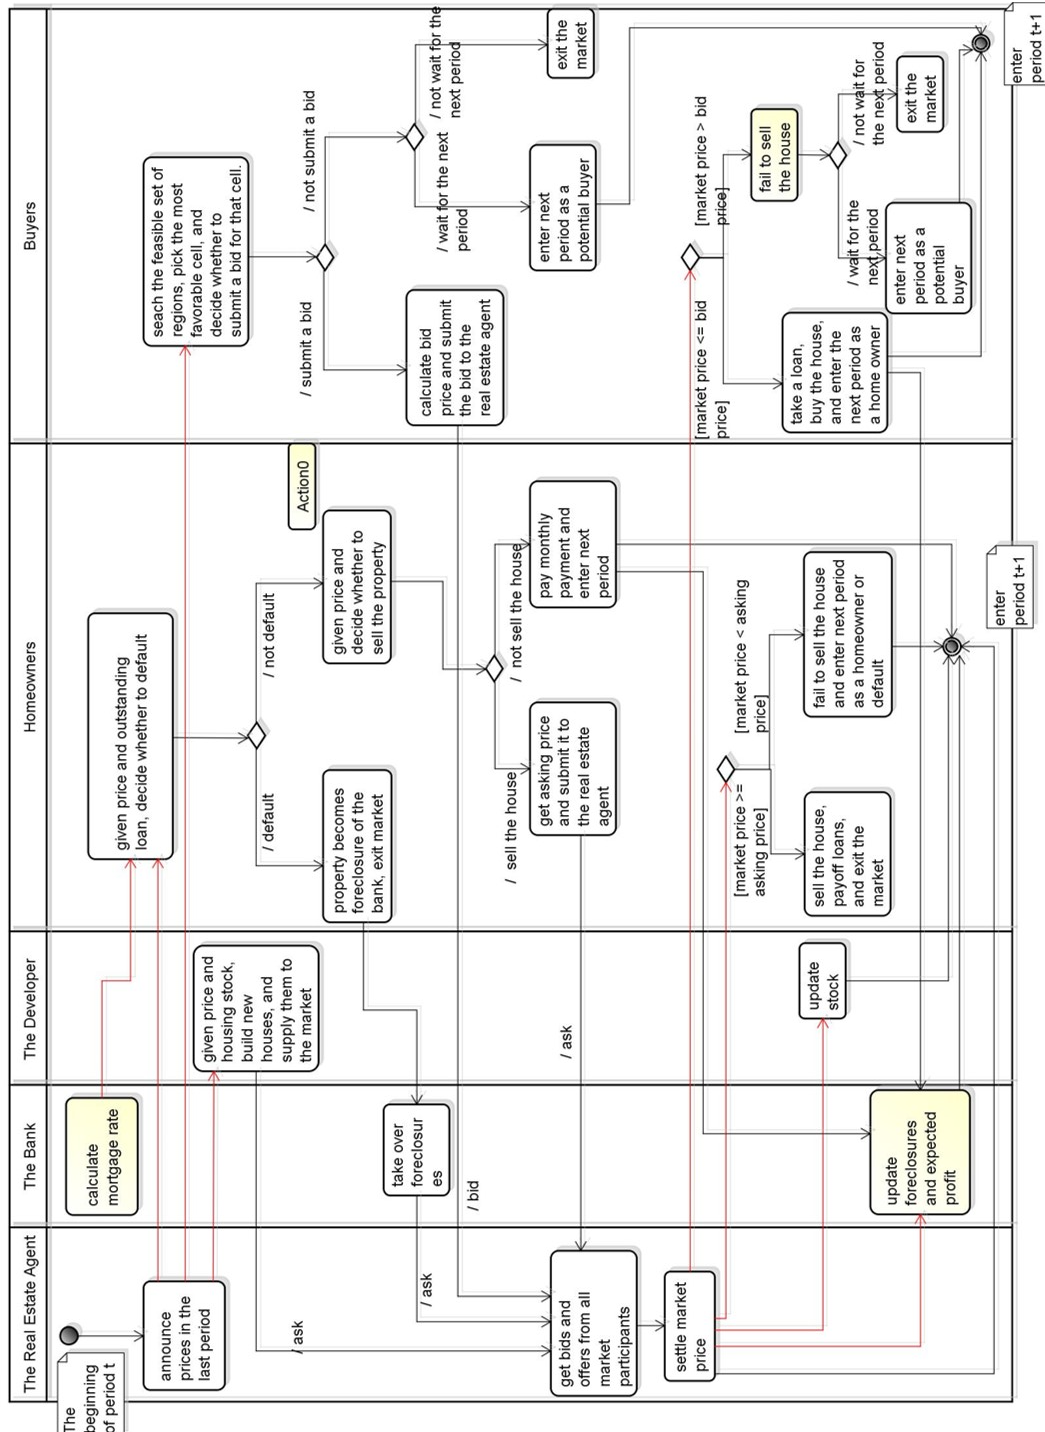 The Real Estate Agent
The Bank
The Developer
Homeowners
Buyers
The
beginning
of period t
announce
prices in the
last period
calculate
mortgage rate
given price and
housing stock,
build new
houses, and
supply them to
the market
given price and outstanding
loan, decide whether to default
seach the feasible set of
regions, pick the most
favorable cell, and
decide whether to
submit a bid for that cell.
/ default
/ not default
Action0
/ submit a bid
/ not submit a bid
property becomes
foreclosure of the
bank, exit market
given price and
decide whether to
sell the property
/ ask
take over
foreclosur
es
/ ask
/ bid
calculate bid
price and submit
the bid to the
real estate agent
/ wait for the next
period
/ not wait for the
next period
/ sell the house
/ not sell the house
get bids and
offers from all
market
participants
/ ask
get asking price
and submit it to
the real estate
agent
pay monthly
payment and
enter next
period
enter next
period as a
potential buyer
exit the
market
settle market
price
[market price <= bid
price]
[market price > bid
price]
[market price >=
asking price]
[market price < asking
price]
fail to sell
the house
take a loan,
buy the house,
and enter the
next period as
a home owner
update
stock
sell the house,
payoff loans,
and exit the
market
fail to sell the house
and enter next period
as a homeowner or
default
/ wait for the
next period
/ not wait for
the next period
update
foreclosures
and expected
profit
enter next
period as a
potential
buyer
exit the
market
enter
period t+1
enter
period t+1